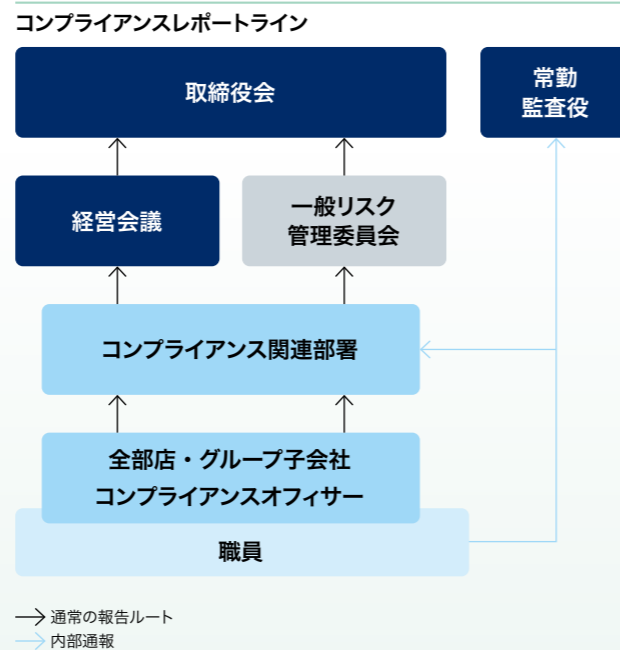 コンプライアンスレポートライン
取締役会
常勤
監査役
経営会議
一般リスク
管理委員会
コンプライアンス関連部署
全部店・グループ子会社
コンプライアンスオフィサー
職員
通常の報告ルート
内部通報